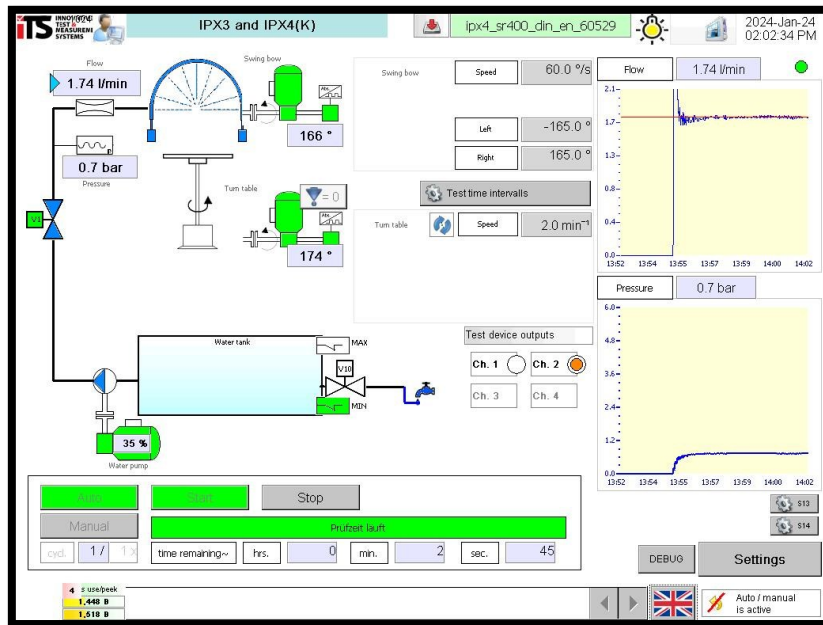 iTS INNOVATIVE TEST & MEASUREMENT SYSTEMS
IPX3 and IPX4(K)
ipx4_sr400_din_en_60529
2024-Jan-24
02:02:34 PM
Flow
1.74 l/min
Swing bow
Abs
166 °
0.7 bar
Pressure
Turn table
= 0
Abs
174 °
V1
Swing bow
Speed
60.0 °/s
Left
-165.0 °
Right
165.0 °
Test time intervalls
Turn table
Speed
2.0 min⁻¹
Flow
1.74 l/min
2.1
1.7
1.3
0.8
0.4
0.0
13:52 13:54 13:55 13:57 13:59 14:00 14:02
Pressure
0.7 bar
6.0
4.8
3.6
2.4
1.2
0.0
13:52 13:54 13:55 13:57 13:59 14:00 14:02
Water tank
MAX
V10
MIN
35 %
Water pump
Test device outputs
Ch. 1
Ch. 2
Ch. 3
Ch. 4
Auto
Start
Stop
Manual
Prüfzeit läuft
cycl. 1 / 1 x
time remaining~ hrs. 0 min. 2 sec. 45
S13
S14
DEBUG
Settings
4 s use/peek
1,448 B
1,618 B
Auto / manual
is active